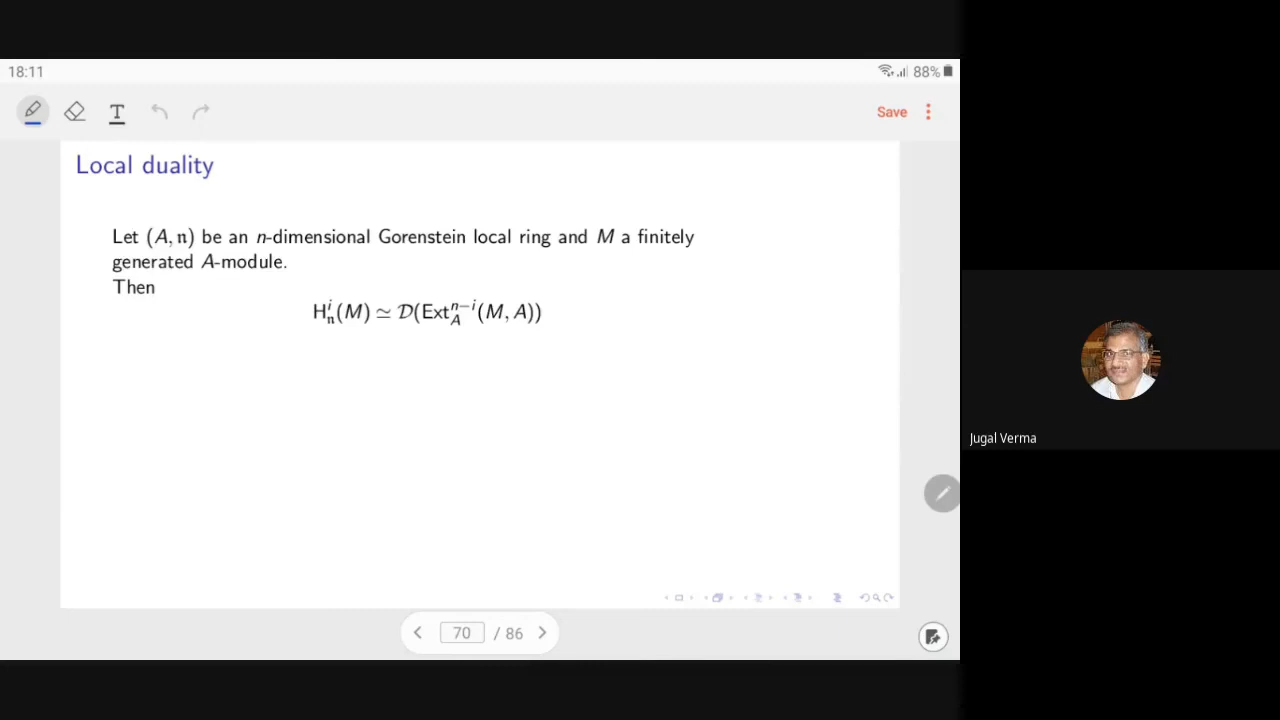 18:11
88%
T
Save
Local duality
Let (A, 𝔫) be an n-dimensional Gorenstein local ring and M a finitely
generated A-module.
Then
H^i_𝔫(M) ≃ 𝒟(Ext^{n−i}_A(M, A))
Jugal Verma
70 / 86